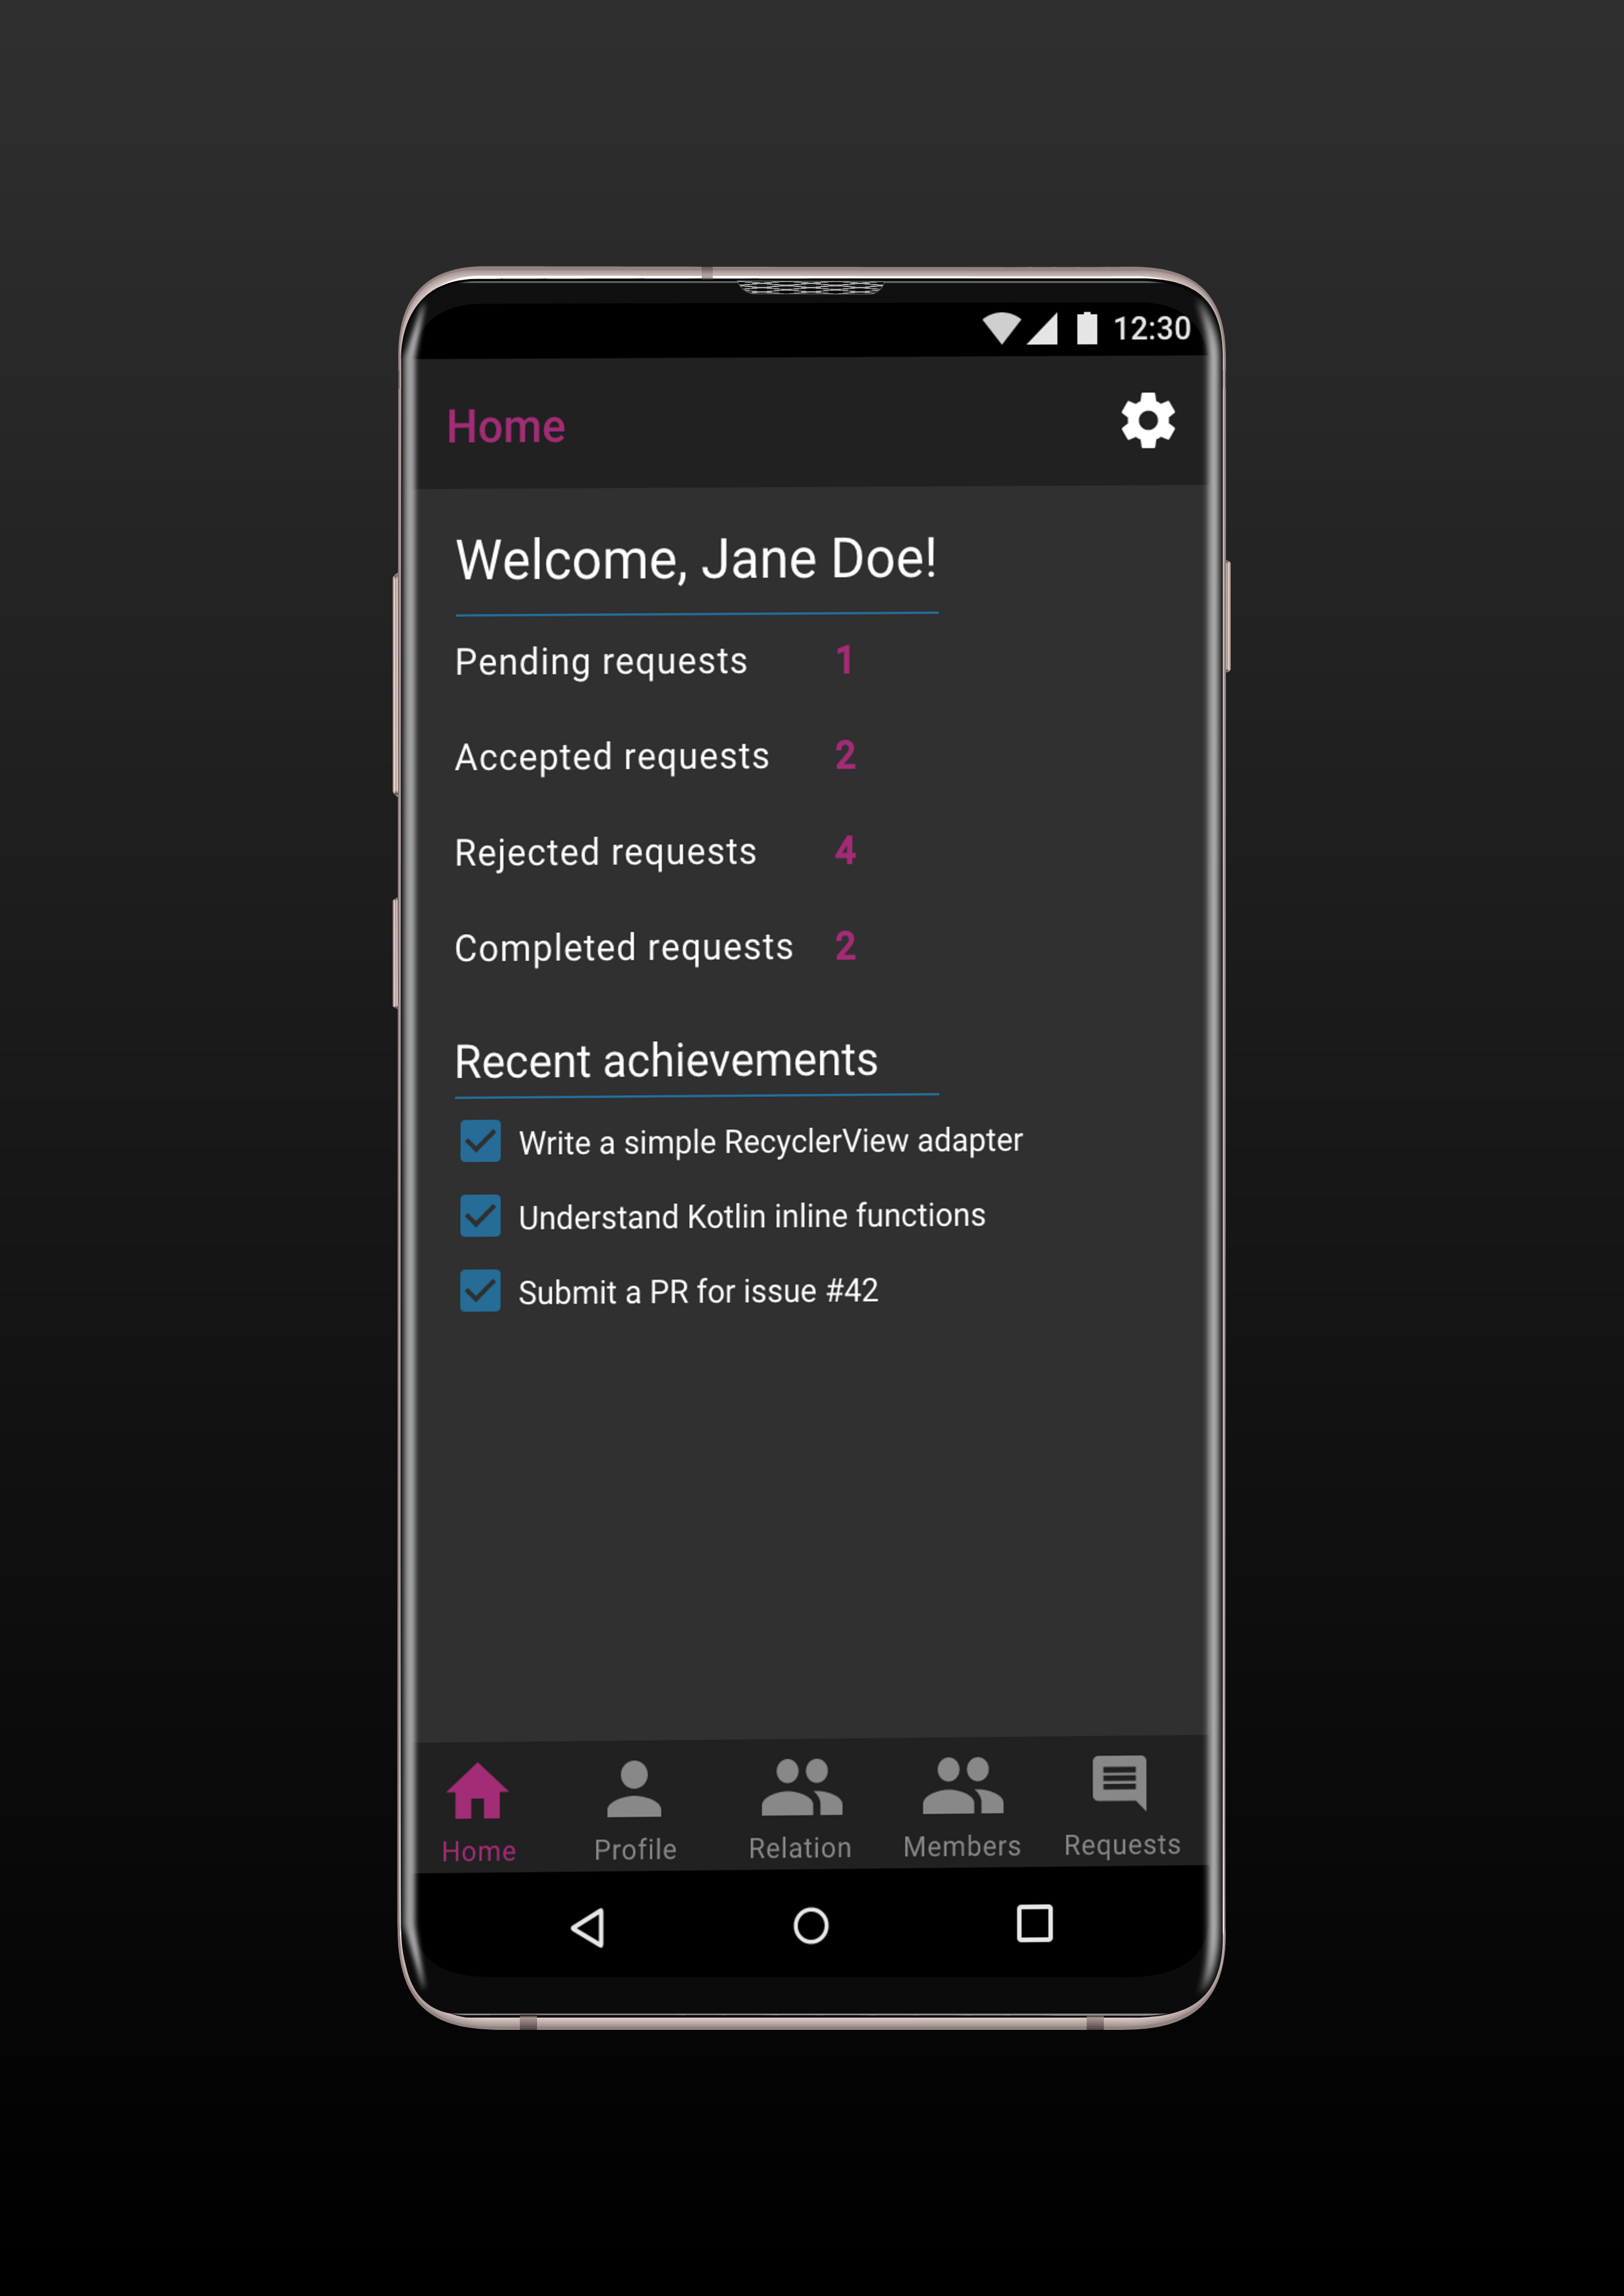 12:30
Home
Welcome, Jane Doe!
Pending requests 1
Accepted requests 2
Rejected requests 4
Completed requests 2
Recent achievements
Write a simple RecyclerView adapter
Understand Kotlin inline functions
Submit a PR for issue #42
Home Profile Relation Members Requests